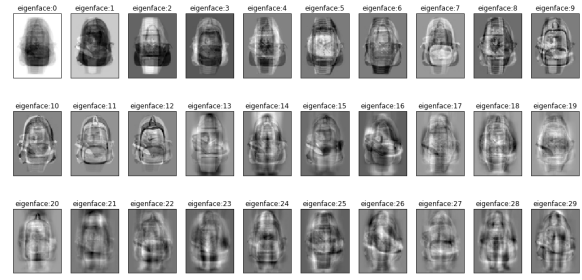 eigenface:0 eigenface:1 eigenface:2 eigenface:3 eigenface:4 eigenface:5 eigenface:6 eigenface:7 eigenface:8 eigenface:9
eigenface:10 eigenface:11 eigenface:12 eigenface:13 eigenface:14 eigenface:15 eigenface:16 eigenface:17 eigenface:18 eigenface:19
eigenface:20 eigenface:21 eigenface:22 eigenface:23 eigenface:24 eigenface:25 eigenface:26 eigenface:27 eigenface:28 eigenface:29